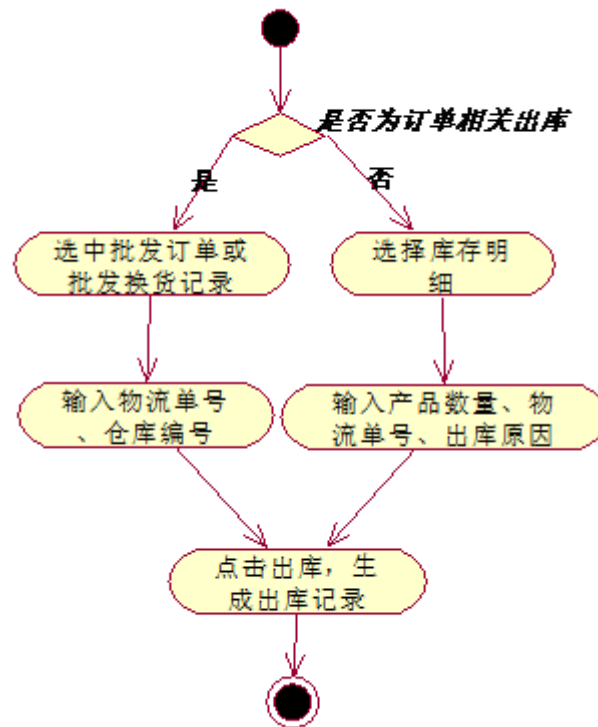 是否为订单相关出库
是
否
选中批发订单或
批发换货记录
选择库存明
细
输入物流单号
、仓库编号
输入产品数量、物
流单号、出库原因
点击出库，生
成出库记录